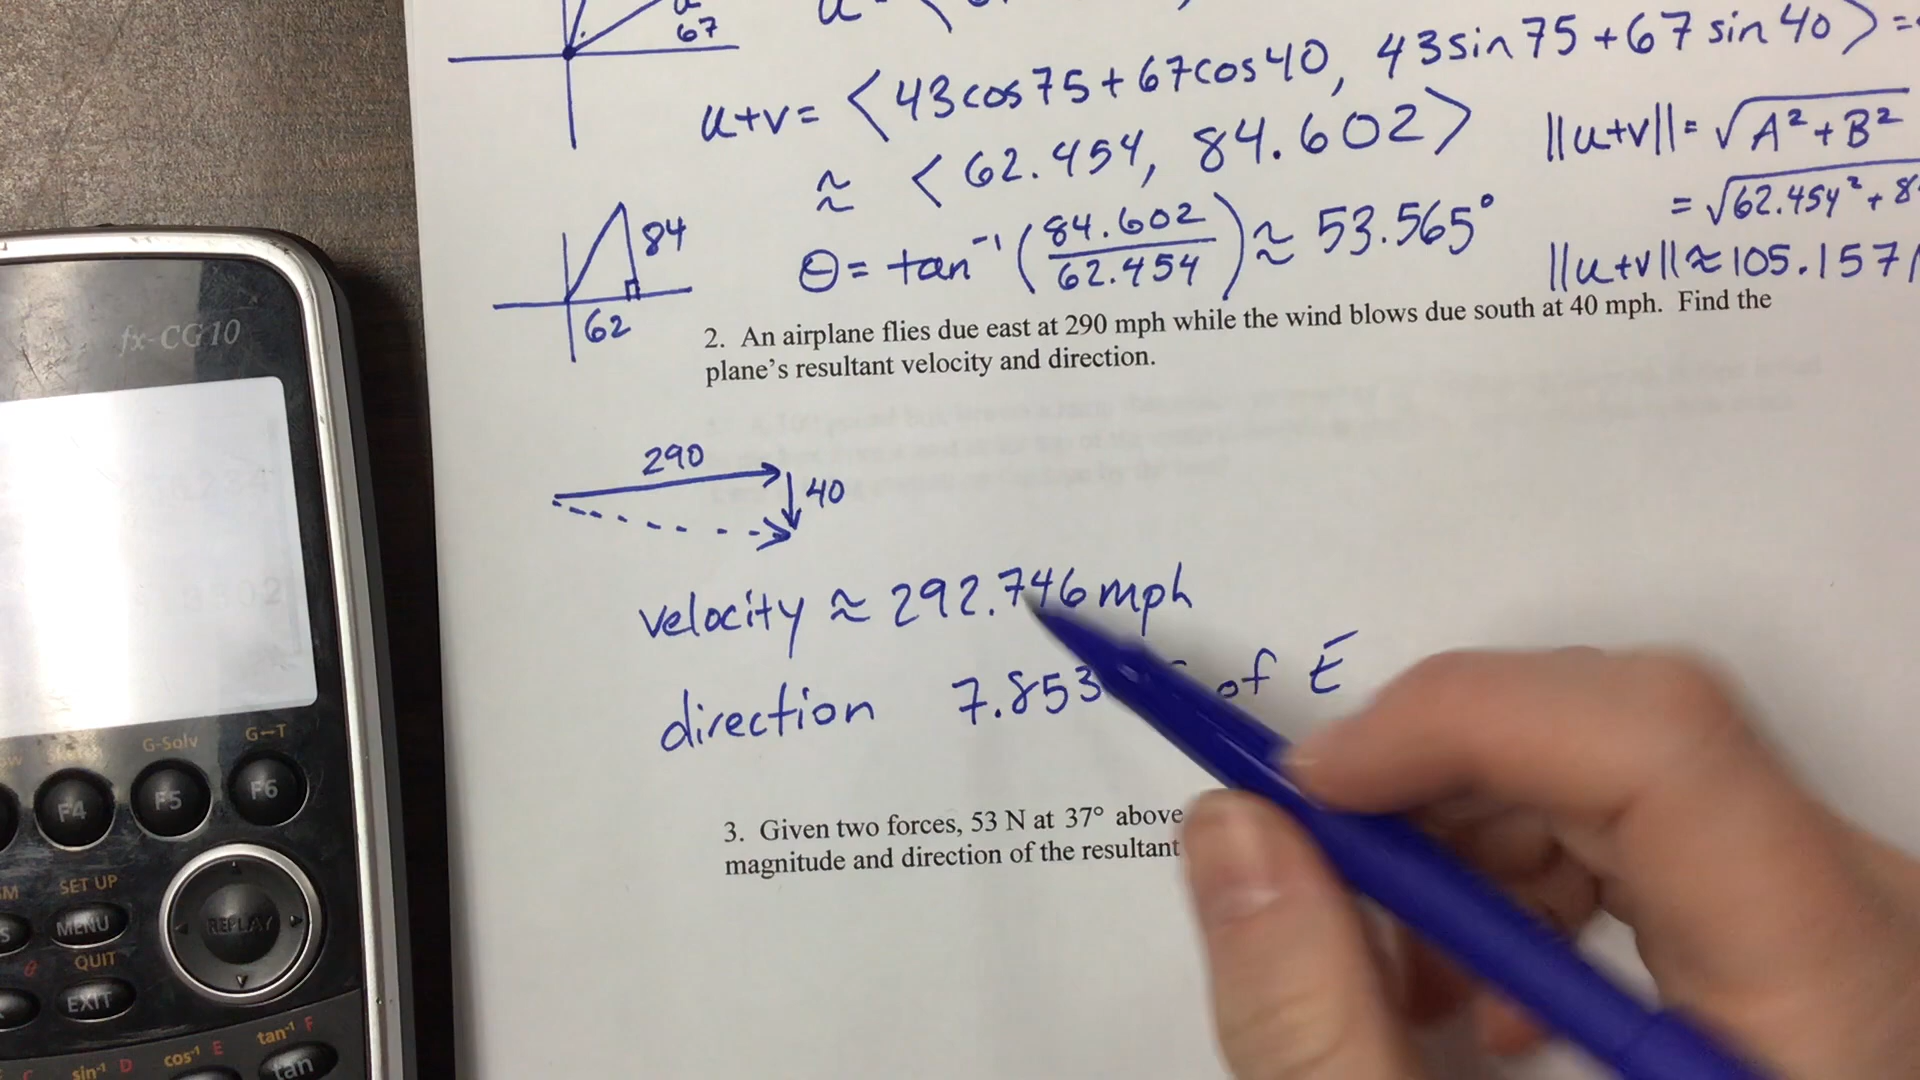 67
u+v = ⟨43cos75+67cos40, 43sin75+67sin40⟩ =
≈ ⟨62.454, 84.602⟩
||u+v|| = √A²+B²
= √62.454² + 8
84
62
θ = tan⁻¹(84.602/62.454) ≈ 53.565°
||u+v|| ≈ 105.157
2. An airplane flies due east at 290 mph while the wind blows due south at 40 mph. Find the
plane's resultant velocity and direction.
290
40
velocity ≈ 292.746 mph
direction 7.853 of E
3. Given two forces, 53 N at 37° above
magnitude and direction of the resultant
fx-CG10
G-Solv
G↔T
F4
F5
F6
SET UP
MENU
REPLAY
QUIT
EXIT
sin⁻¹ D
cos⁻¹ E
tan⁻¹ F
tan